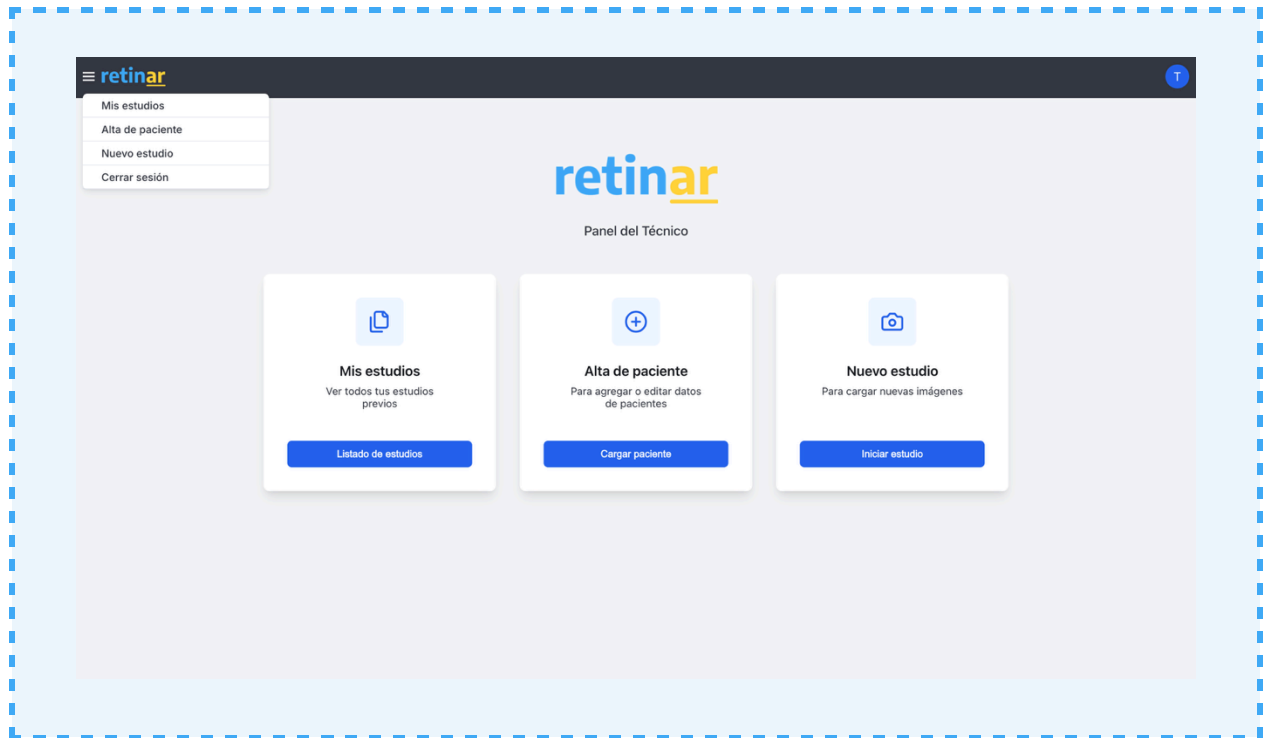 retinar
T
Mis estudios
Alta de paciente
Nuevo estudio
Cerrar sesión
retinar
Panel del Técnico
Mis estudios
Ver todos tus estudios
previos
Listado de estudios
Alta de paciente
Para agregar o editar datos
de pacientes
Cargar paciente
Nuevo estudio
Para cargar nuevas imágenes
Iniciar estudio